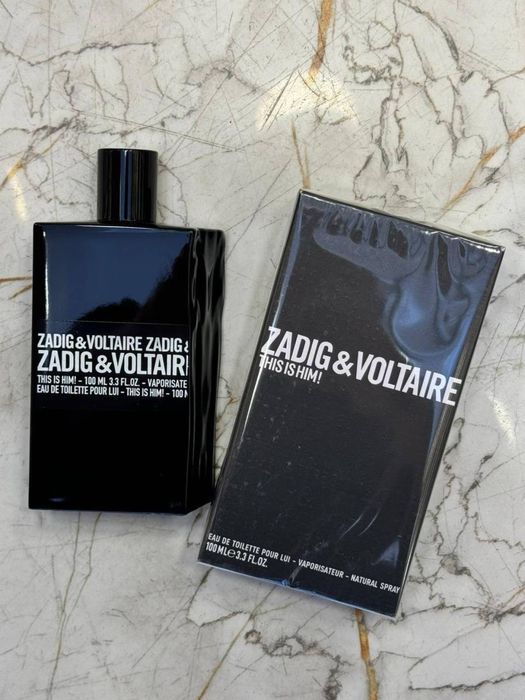 ZADIG&VOLTAIRE ZADIG &
ZADIG&VOLTAIRE
THIS IS HIM! - 100 ML 3.3 FL.OZ. - VAPORISATE
EAU DE TOILETTE POUR LUI - THIS IS HIM! - 100 M
ZADIG & VOLTAIRE
THIS IS HIM!
EAU DE TOILETTE POUR LUI - VAPORISATEUR - NATURAL SPRAY
100 ML ℮ 3.3 FL.OZ.